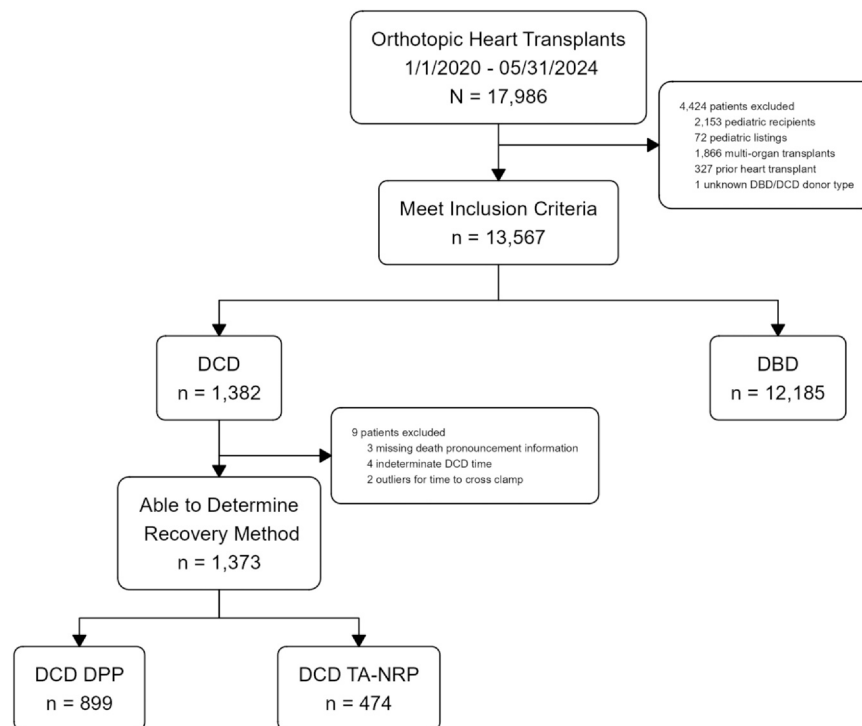 Orthotopic Heart Transplants
1/1/2020 - 05/31/2024
N = 17,986
4,424 patients excluded
2,153 pediatric recipients
72 pediatric listings
1,866 multi-organ transplants
327 prior heart transplant
1 unknown DBD/DCD donor type
Meet Inclusion Criteria
n = 13,567
DCD
n = 1,382
DBD
n = 12,185
9 patients excluded
3 missing death pronouncement information
4 indeterminate DCD time
2 outliers for time to cross clamp
Able to Determine
Recovery Method
n = 1,373
DCD DPP
n = 899
DCD TA-NRP
n = 474